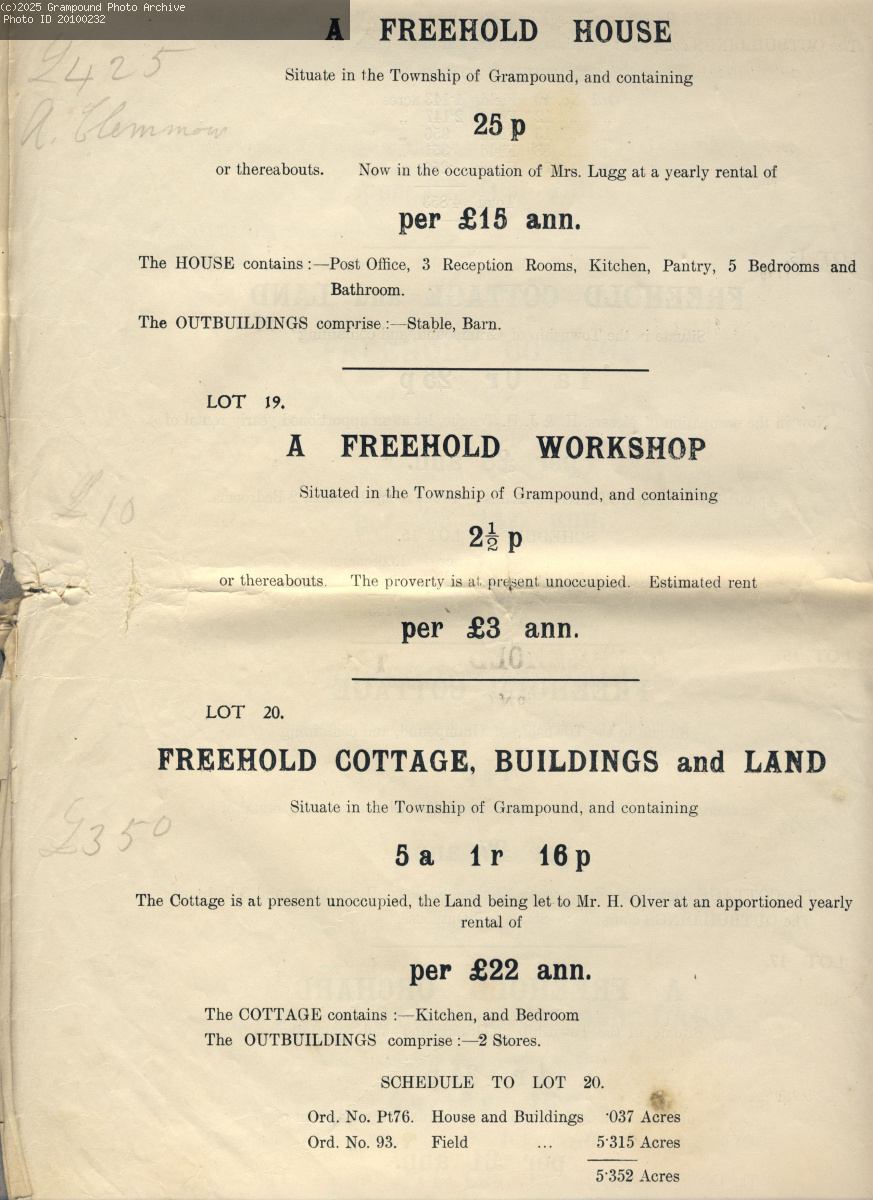 (c)2025 Grampound Photo Archive
Photo ID 20100232
A FREEHOLD HOUSE
£425
Situate in the Township of Grampound, and containing
A. Clemmow
25 p
or thereabouts. Now in the occupation of Mrs. Lugg at a yearly rental of
per £15 ann.
The HOUSE contains :—Post Office, 3 Reception Rooms, Kitchen, Pantry, 5 Bedrooms and
Bathroom.
The OUTBUILDINGS comprise :—Stable, Barn.
LOT 19.
A FREEHOLD WORKSHOP
Situated in the Township of Grampound, and containing
£10
2½ p
or thereabouts. The proverty is at present unoccupied. Estimated rent
per £3 ann.
LOT 20.
FREEHOLD COTTAGE, BUILDINGS and LAND
Situate in the Township of Grampound, and containing
£350
5 a 1 r 16 p
The Cottage is at present unoccupied, the Land being let to Mr. H. Olver at an apportioned yearly
rental of
per £22 ann.
The COTTAGE contains :—Kitchen, and Bedroom
The OUTBUILDINGS comprise :—2 Stores.
SCHEDULE TO LOT 20.
Ord. No. Pt76. House and Buildings ·037 Acres
Ord. No. 93. Field ... 5·315 Acres
5·352 Acres